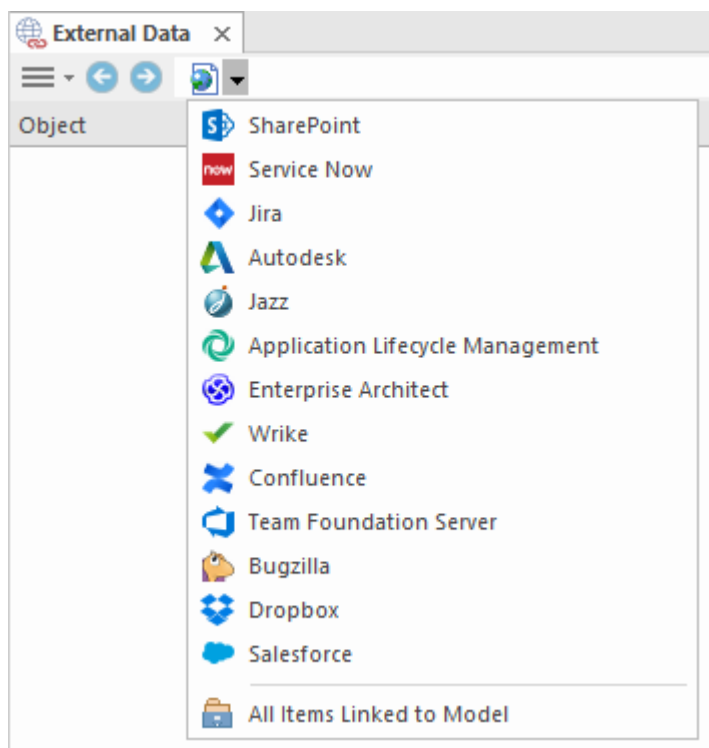 External Data
Object
SharePoint
now Service Now
Jira
Autodesk
Jazz
Application Lifecycle Management
Enterprise Architect
Wrike
Confluence
Team Foundation Server
Bugzilla
Dropbox
Salesforce
All Items Linked to Model